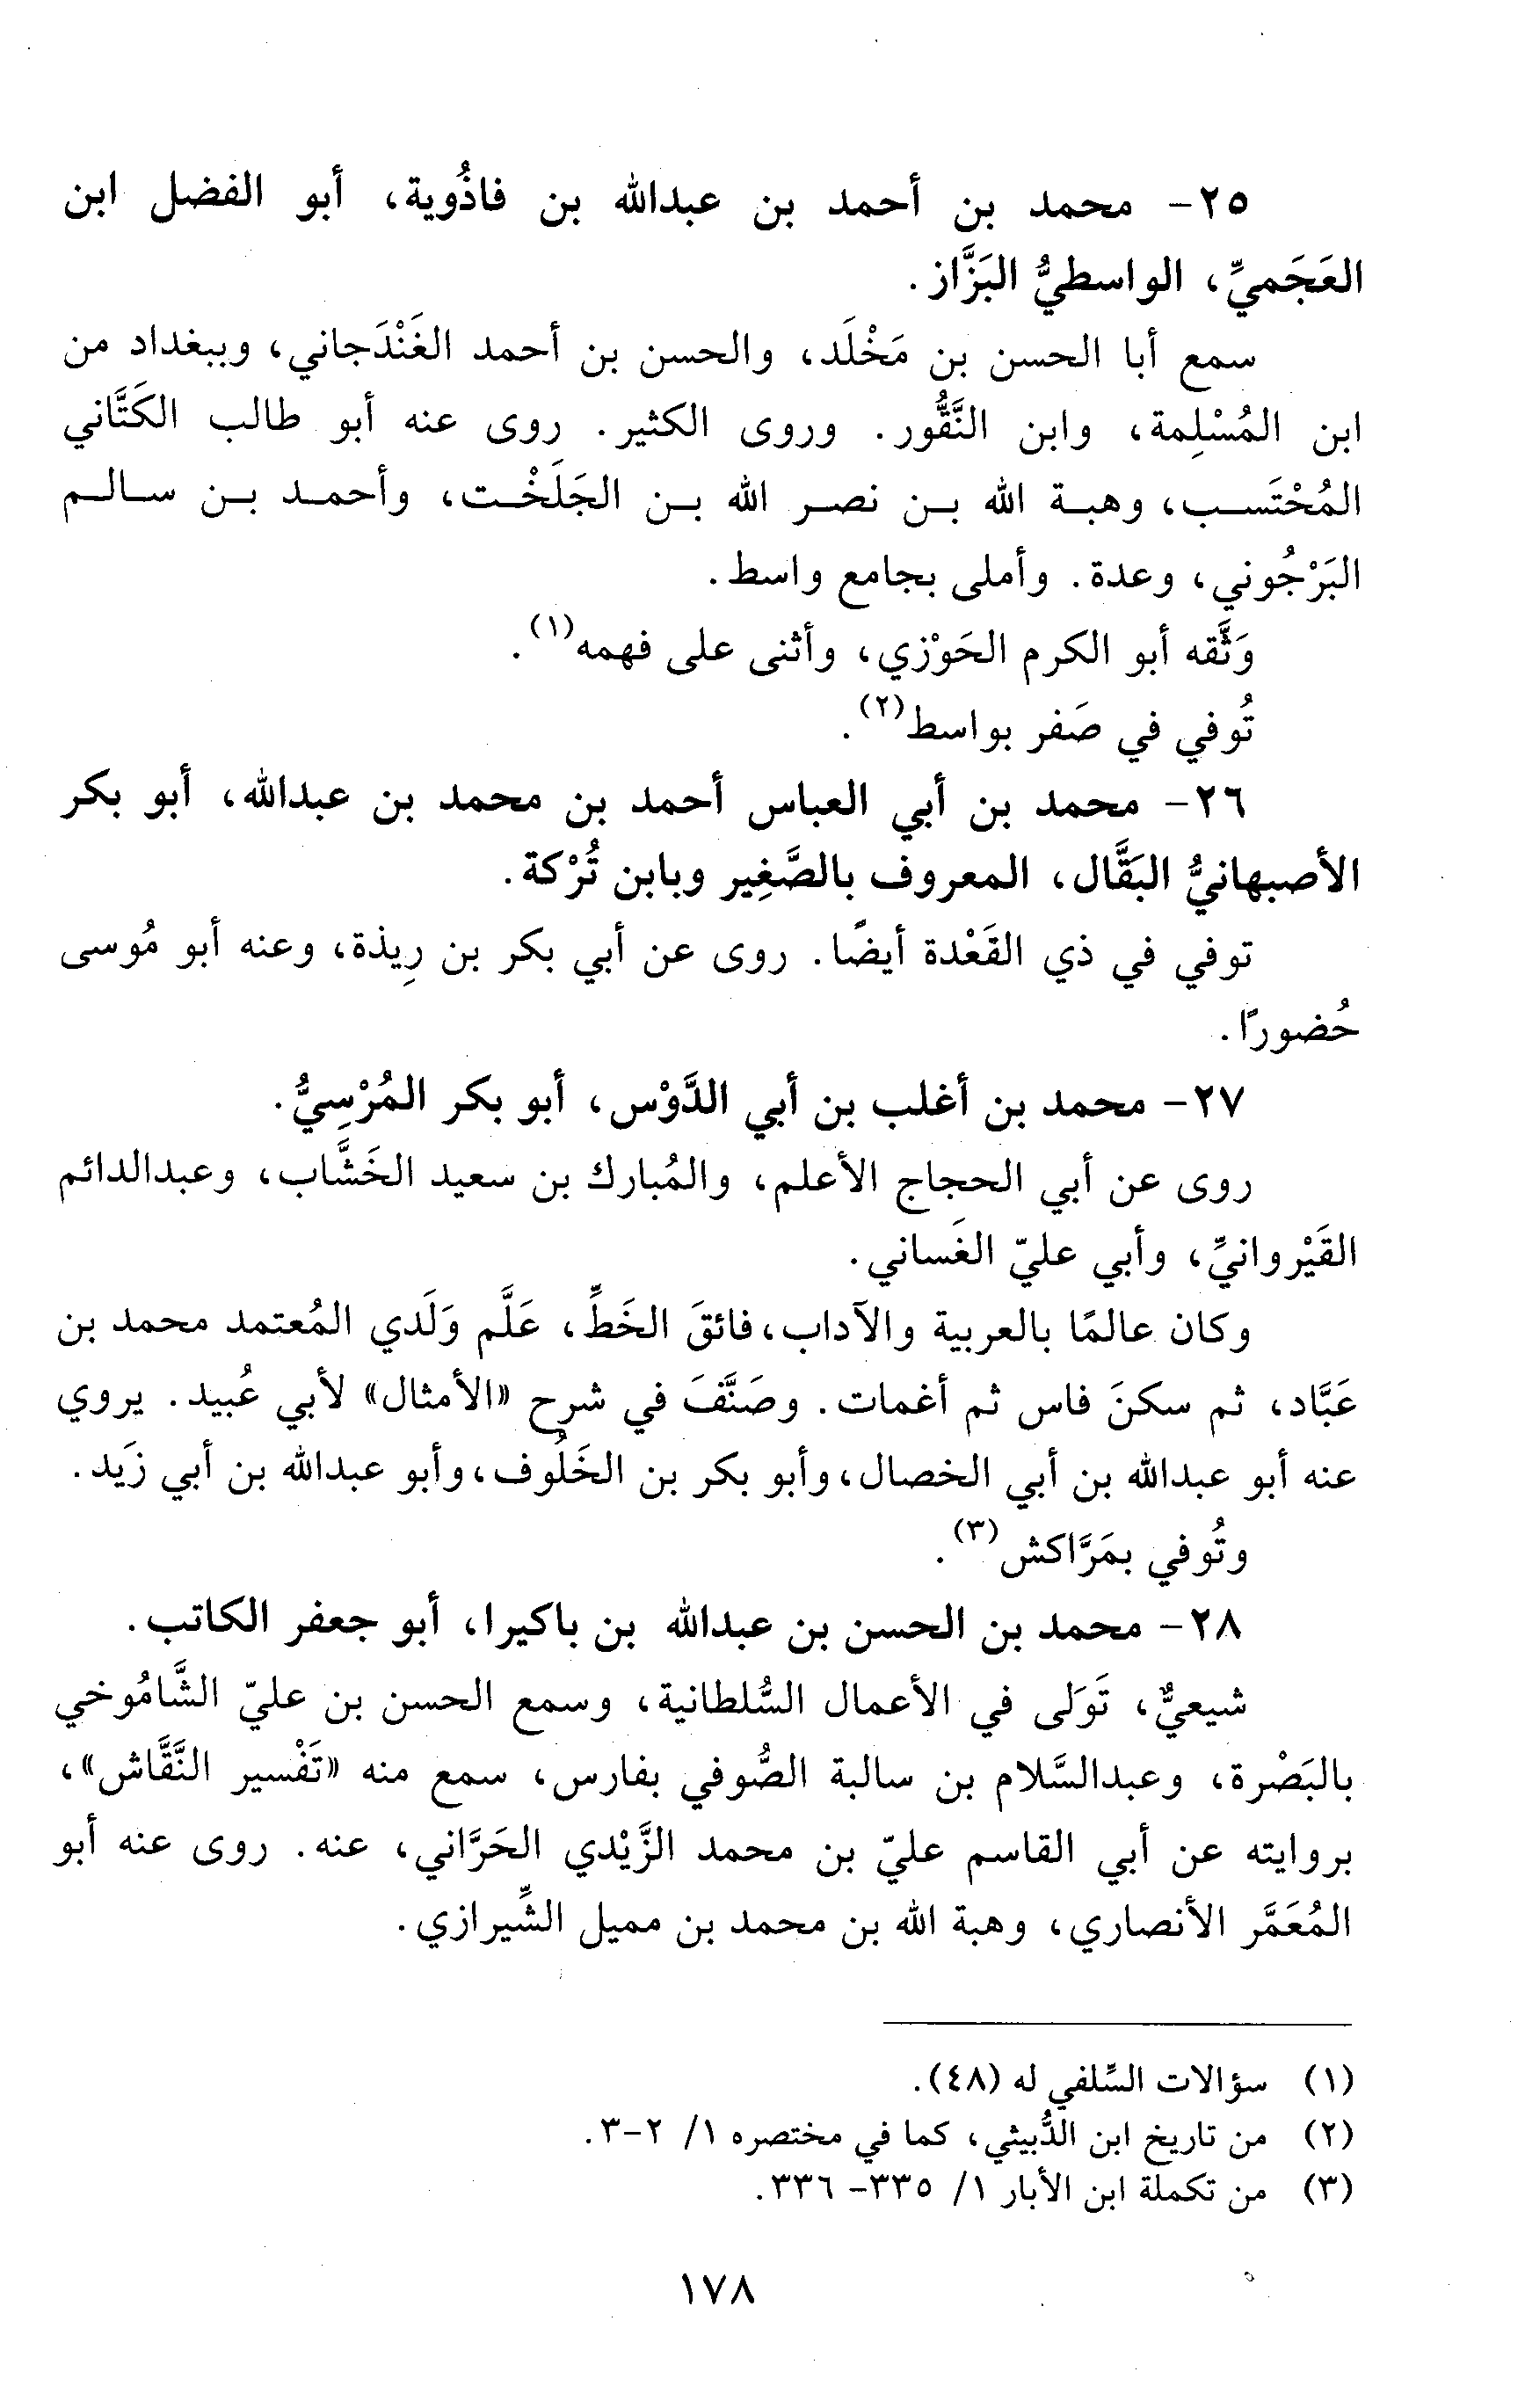 ٢٥- محمد بن أحمد بن عبدالله بن فاذُوية، أبو الفضل ابن
العَجَميِّ، الواسطيُّ البَزَّاز.
سمع أبا الحسن بن مَخْلَد، والحسن بن أحمد الغَنْدَجاني، وببغداد من
ابن المُسْلِمة، وابن النَّقُّور. وروى الكثير. روى عنه أبو طالب الكَتَّاني
المُحْتَسب، وهبة الله بن نصر الله بن الجَلَخْت، وأحمد بن سالم
البَرْجُوني، وعدة. وأملى بجامع واسط.
وَثَّقه أبو الكرم الحَوْزي، وأثنى على فهمه(١).
تُوفي في صَفر بواسط(٢).
٢٦- محمد بن أبي العباس أحمد بن محمد بن عبدالله، أبو بكر
الأصبهانيُّ البَقَّال، المعروف بالصَّغِير وبابن تُرْكة.
توفي في ذي القَعْدة أيضًا. روى عن أبي بكر بن رِيذة، وعنه أبو مُوسى
حُضورًا.
٢٧- محمد بن أغلب بن أبي الدَّوْس، أبو بكر المُرْسِيُّ.
روى عن أبي الحجاج الأعلم، والمُبارك بن سعيد الخَشَّاب، وعبدالدائم
القَيْروانيِّ، وأبي عليّ الغَساني.
وكان عالمًا بالعربية والآداب، فائقَ الخَطِّ، عَلَّم وَلَدي المُعتمد محمد بن
عَبَّاد، ثم سكنَ فاس ثم أغمات. وصَنَّفَ في شرح «الأمثال» لأبي عُبيد. يروي
عنه أبو عبدالله بن أبي الخصال، وأبو بكر بن الخَلُوف، وأبو عبدالله بن أبي زَيد.
وتُوفي بمَرَّاكش(٣).
٢٨- محمد بن الحسن بن عبدالله بن باكيرا، أبو جعفر الكاتب.
شيعيٌّ، تَوَلى في الأعمال السُّلطانية، وسمع الحسن بن عليّ الشَّامُوخي
بالبَصْرة، وعبدالسَّلام بن سالبة الصُّوفي بفارس، سمع منه «تَفْسير النَّقَّاش»،
بروايته عن أبي القاسم عليّ بن محمد الزَّيْدي الحَرَّاني، عنه. روى عنه أبو
المُعَمَّر الأنصاري، وهبة الله بن محمد بن مميل الشِّيرازي.
(١) سؤالات السِّلفي له (٤٨).
(٢) من تاريخ ابن الدُّبيثي، كما في مختصره ١/ ٢-٣.
(٣) من تكملة ابن الأبار ١/ ٣٣٥- ٣٣٦.
١٧٨